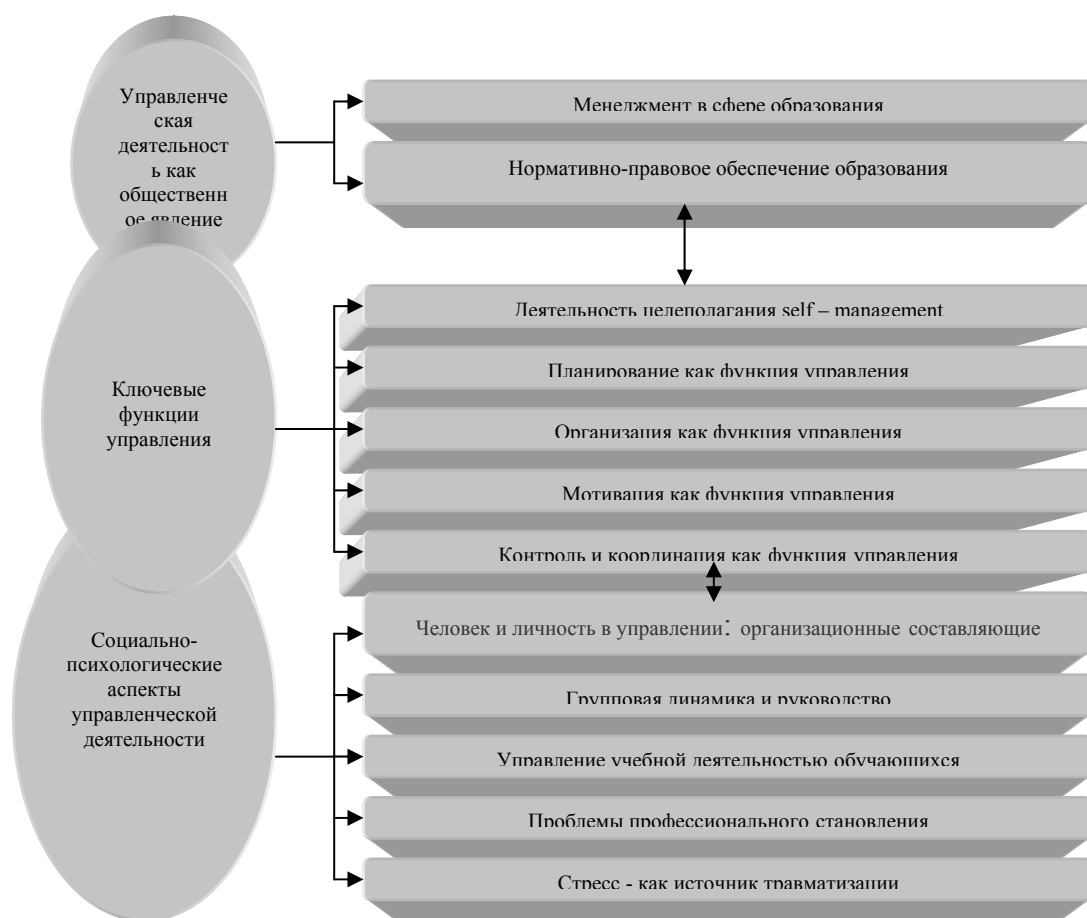 Управленче
ская
деятельност
ь как
общественн
ое явление
Менеджмент в сфере образования
Нормативно-правовое обеспечение образования
Ключевые
функции
управления
Деятельность целеполагания self – management
Планирование как функция управления
Организация как функция управления
Мотивация как функция управления
Контроль и координация как функция управления
Социально-
психологические
аспекты
управленческой
деятельности
Человек и личность в управлении: организационные составляющие
Групповая динамика и руководство
Управление учебной деятельностью обучающихся
Проблемы профессионального становления
Стресс - как источник травматизации